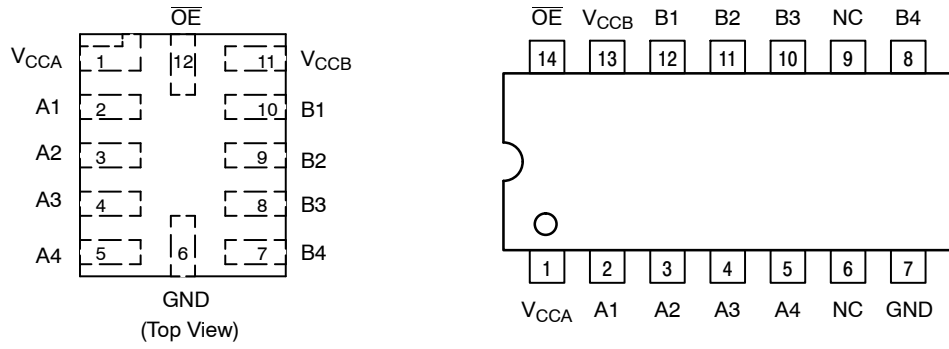 OE
VCCA 1 12 11 VCCB
A1 2 10 B1
A2 3 9 B2
A3 4 8 B3
A4 5 6 7 B4
GND
(Top View)
OE VCCB B1 B2 B3 NC B4
14 13 12 11 10 9 8
1 2 3 4 5 6 7
VCCA A1 A2 A3 A4 NC GND